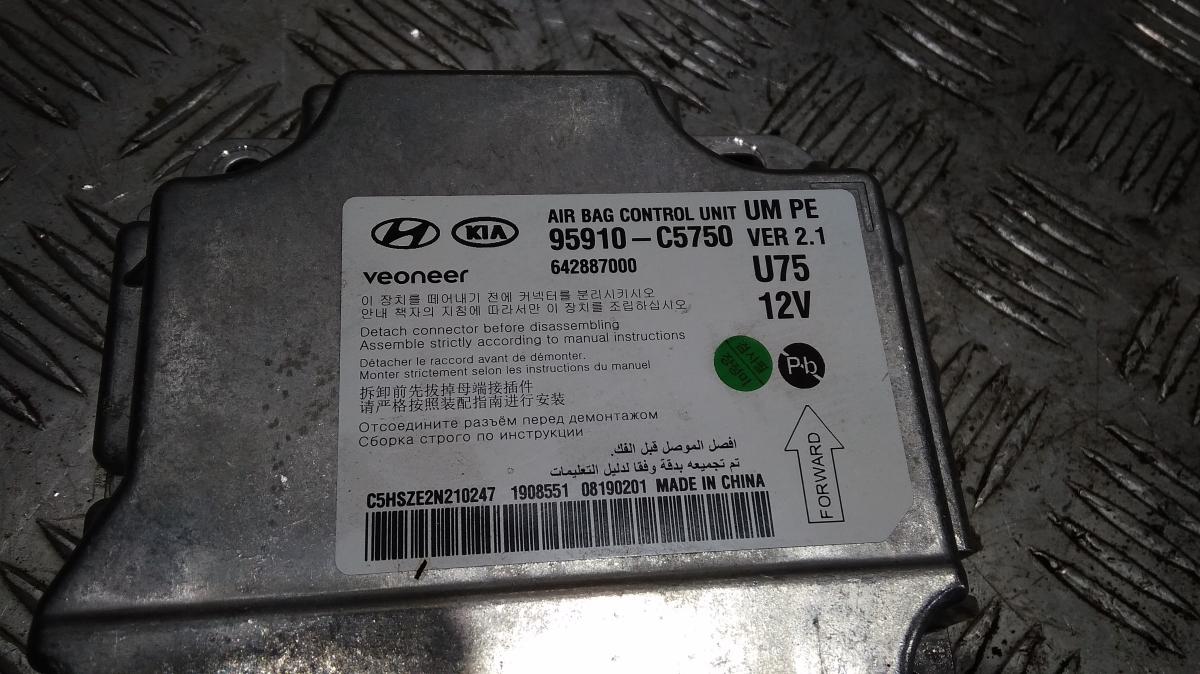 HYUNDAI KIA AIR BAG CONTROL UNIT UM PE
95910-C5750 VER 2.1
veoneer 642887000 U75
12V
이 장치를 떼어내기 전에 커넥터를 분리시키시오
안내 책자의 지침에 따라서만 이 장치를 조립하십시오
Detach connector before disassembling
Assemble strictly according to manual instructions
Détacher le raccord avant de démonter.
Monter strictement selon les instructions du manuel
拆卸前先拔掉母端接插件
请严格按照装配指南进行安装
Отсоедините разъём перед демонтажом
Сборка строго по инструкции
افصل الموصل قبل الفك.
تم تجميعه بدقة وفقا لدليل التعليمات
Pb
FORWARD
C5HSZE2N210247 1908551 08190201 MADE IN CHINA